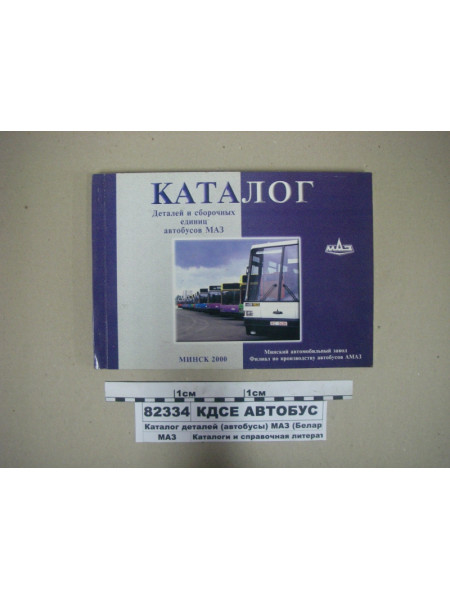 КАТАЛОГ
Деталей и сборочных
единиц
автобусов МАЗ
МАЗ
МИНСК 2000
Минский автомобильный завод
Филиал по производству автобусов АМАЗ
1см 1см
82334 КДСЕ АВТОБУС
Каталог деталей (автобусы) МАЗ (Белар
МАЗ Каталоги и справочная литерат